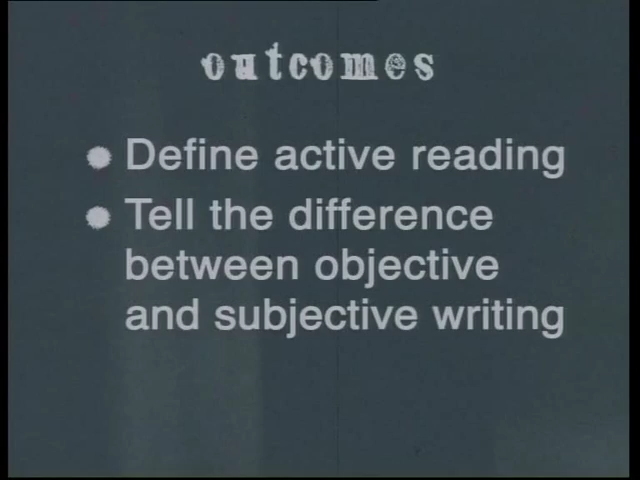 outcomes
Define active reading
Tell the difference
between objective
and subjective writing